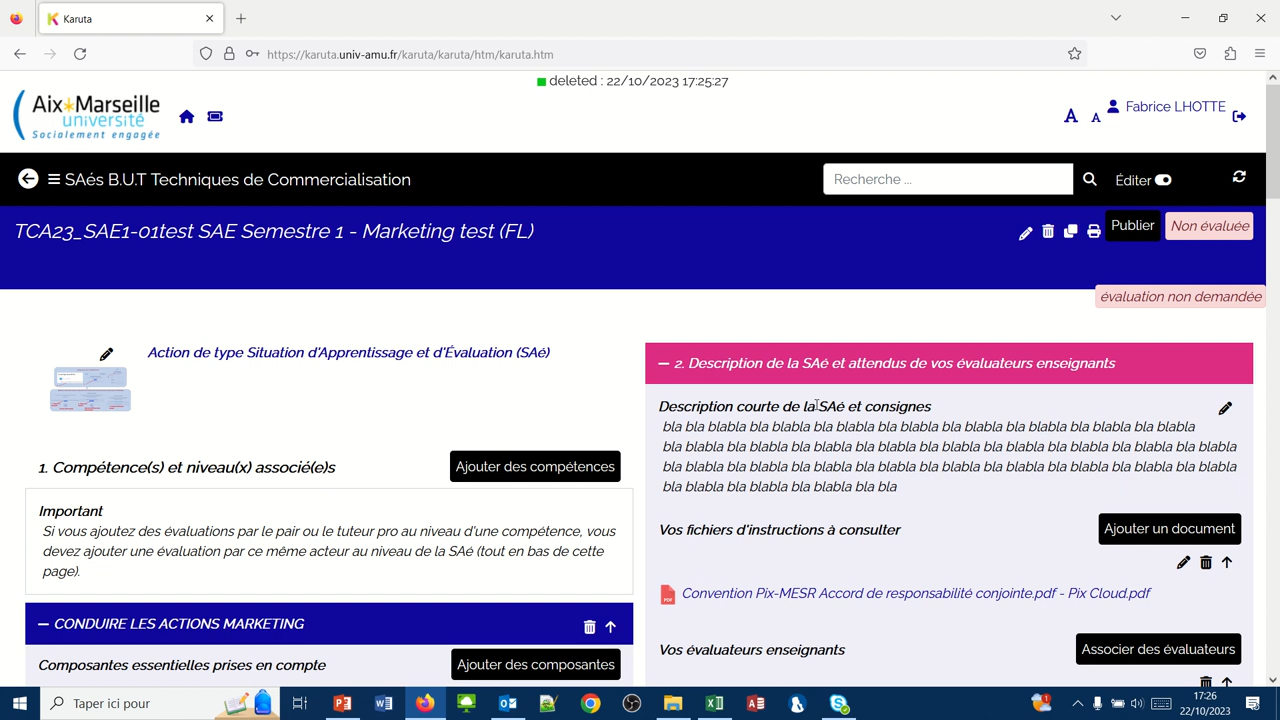 Karuta
https://karuta.univ-amu.fr/karuta/karuta/htm/karuta.htm
deleted : 22/10/2023 17:25:27
Aix*Marseille
université
Socialement engagée
A A Fabrice LHOTTE
SAés B.U.T Techniques de Commercialisation
Recherche ...
Éditer
TCA23_SAE1-01test SAE Semestre 1 - Marketing test (FL)
Publier
Non évaluée
évaluation non demandée
Action de type Situation d'Apprentissage et d'Évaluation (SAé)
1. Compétence(s) et niveau(x) associé(e)s
Ajouter des compétences
Important
Si vous ajoutez des évaluations par le pair ou le tuteur pro au niveau d'une compétence, vous
devez ajouter une évaluation par ce même acteur au niveau de la SAé (tout en bas de cette
page).
CONDUIRE LES ACTIONS MARKETING
Composantes essentielles prises en compte
Ajouter des composantes
2. Description de la SAé et attendus de vos évaluateurs enseignants
Description courte de la SAé et consignes
bla bla blabla bla blabla bla blabla bla blabla bla blabla bla blabla bla blabla bla blabla
bla blabla bla blabla bla blabla bla blabla bla blabla bla blabla bla blabla bla blabla bla blabla
bla blabla bla blabla bla blabla bla blabla bla blabla bla blabla bla blabla bla blabla bla blabla
bla blabla bla blabla bla blabla bla bla
Vos fichiers d'instructions à consulter
Ajouter un document
PDF
Convention Pix-MESR Accord de responsabilité conjointe.pdf - Pix Cloud.pdf
Vos évaluateurs enseignants
Associer des évaluateurs
Taper ici pour
17:26
22/10/2023